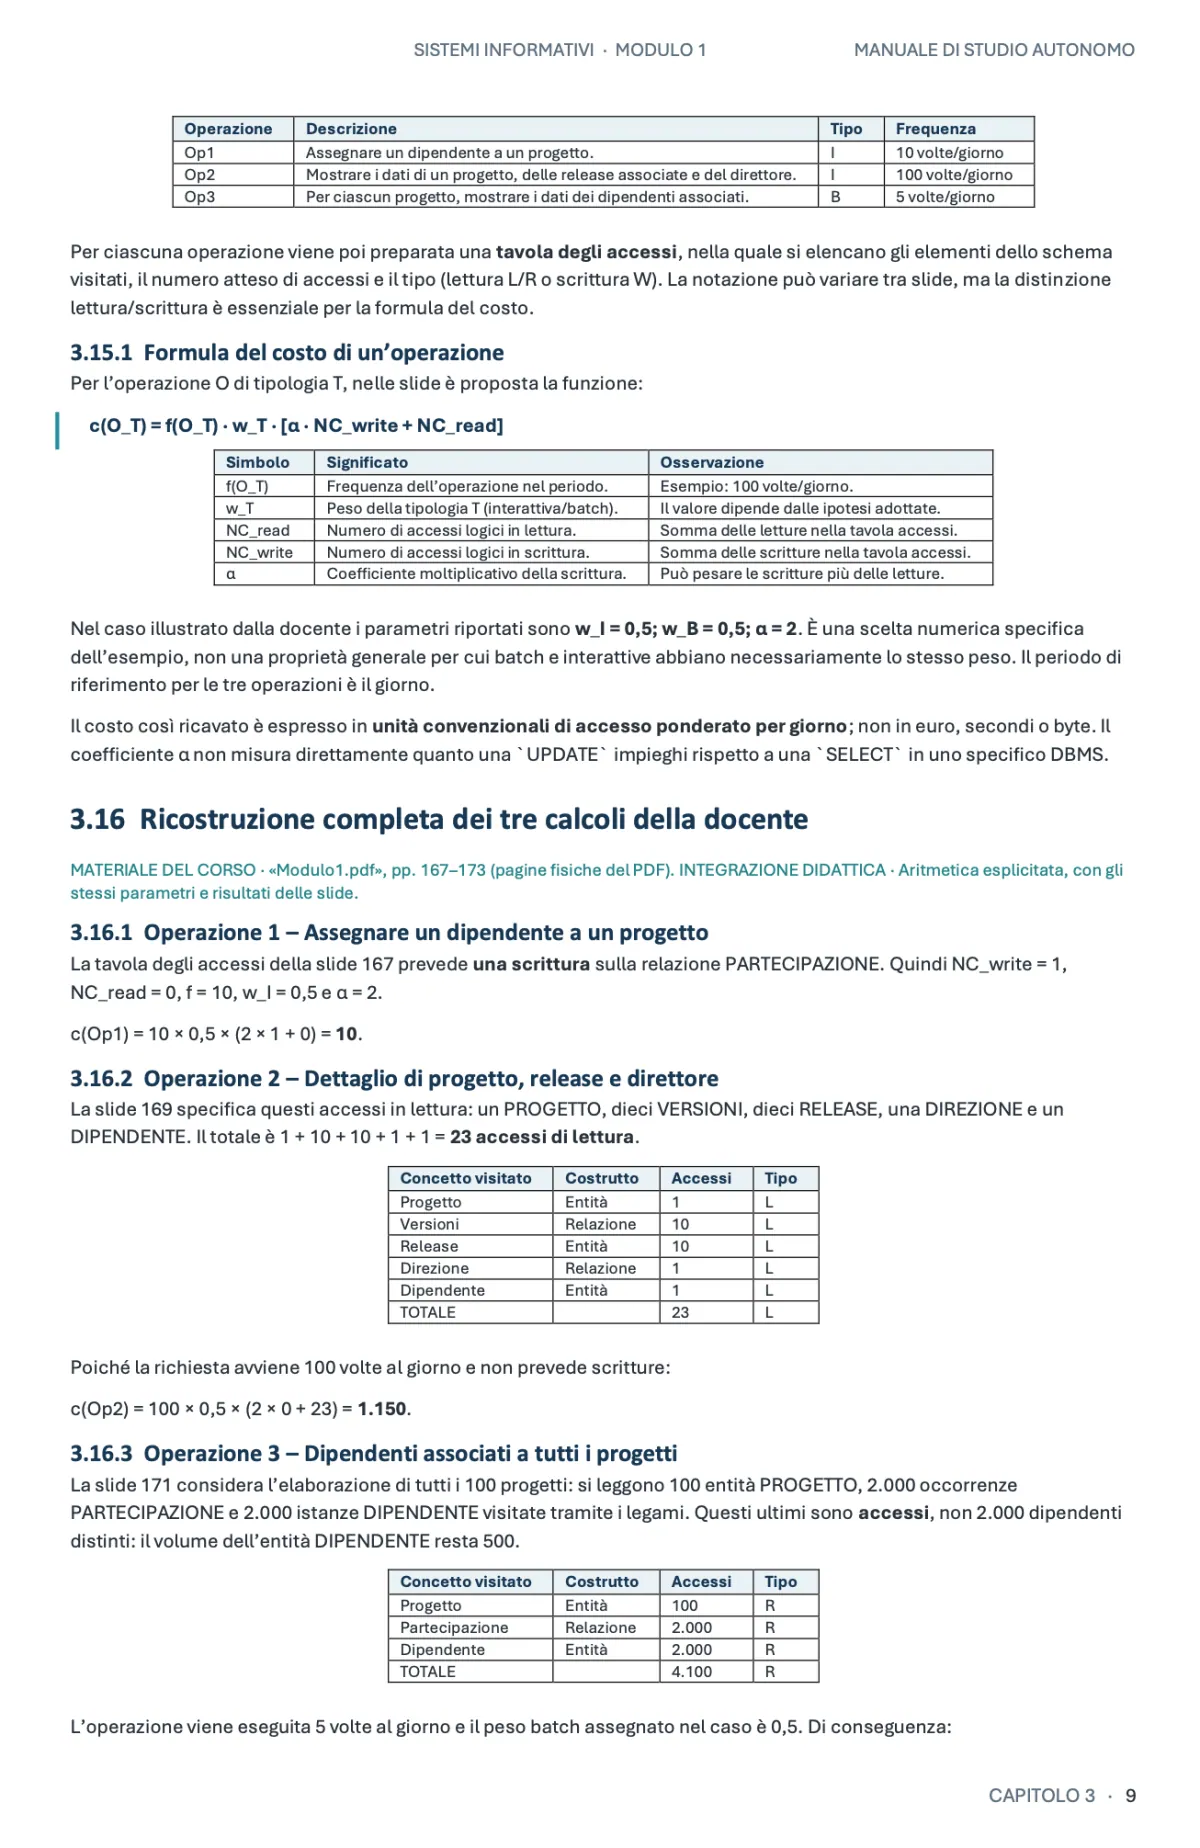 SISTEMI INFORMATIVI · MODULO 1 MANUALE DI STUDIO AUTONOMO
Operazione Descrizione Tipo Frequenza
Op1 Assegnare un dipendente a un progetto. I 10 volte/giorno
Op2 Mostrare i dati di un progetto, delle release associate e del direttore. I 100 volte/giorno
Op3 Per ciascun progetto, mostrare i dati dei dipendenti associati. B 5 volte/giorno
Per ciascuna operazione viene poi preparata una tavola degli accessi, nella quale si elencano gli elementi dello schema
visitati, il numero atteso di accessi e il tipo (lettura L/R o scrittura W). La notazione può variare tra slide, ma la distinzione
lettura/scrittura è essenziale per la formula del costo.
3.15.1 Formula del costo di un’operazione
Per l’operazione O di tipologia T, nelle slide è proposta la funzione:
c(O_T) = f(O_T) · w_T · [α · NC_write + NC_read]
Simbolo Significato Osservazione
f(O_T) Frequenza dell’operazione nel periodo. Esempio: 100 volte/giorno.
w_T Peso della tipologia T (interattiva/batch). Il valore dipende dalle ipotesi adottate.
NC_read Numero di accessi logici in lettura. Somma delle letture nella tavola accessi.
NC_write Numero di accessi logici in scrittura. Somma delle scritture nella tavola accessi.
α Coefficiente moltiplicativo della scrittura. Può pesare le scritture più delle letture.
Nel caso illustrato dalla docente i parametri riportati sono w_I = 0,5; w_B = 0,5; α = 2. È una scelta numerica specifica
dell’esempio, non una proprietà generale per cui batch e interattive abbiano necessariamente lo stesso peso. Il periodo di
riferimento per le tre operazioni è il giorno.
Il costo così ricavato è espresso in unità convenzionali di accesso ponderato per giorno; non in euro, secondi o byte. Il
coefficiente α non misura direttamente quanto una `UPDATE` impieghi rispetto a una `SELECT` in uno specifico DBMS.
3.16 Ricostruzione completa dei tre calcoli della docente
MATERIALE DEL CORSO · «Modulo1.pdf», pp. 167–173 (pagine fisiche del PDF). INTEGRAZIONE DIDATTICA · Aritmetica esplicitata, con gli
stessi parametri e risultati delle slide.
3.16.1 Operazione 1 – Assegnare un dipendente a un progetto
La tavola degli accessi della slide 167 prevede una scrittura sulla relazione PARTECIPAZIONE. Quindi NC_write = 1,
NC_read = 0, f = 10, w_I = 0,5 e α = 2.
c(Op1) = 10 × 0,5 × (2 × 1 + 0) = 10.
3.16.2 Operazione 2 – Dettaglio di progetto, release e direttore
La slide 169 specifica questi accessi in lettura: un PROGETTO, dieci VERSIONI, dieci RELEASE, una DIREZIONE e un
DIPENDENTE. Il totale è 1 + 10 + 10 + 1 + 1 = 23 accessi di lettura.
Concetto visitato Costrutto Accessi Tipo
Progetto Entità 1 L
Versioni Relazione 10 L
Release Entità 10 L
Direzione Relazione 1 L
Dipendente Entità 1 L
TOTALE 23 L
Poiché la richiesta avviene 100 volte al giorno e non prevede scritture:
c(Op2) = 100 × 0,5 × (2 × 0 + 23) = 1.150.
3.16.3 Operazione 3 – Dipendenti associati a tutti i progetti
La slide 171 considera l’elaborazione di tutti i 100 progetti: si leggono 100 entità PROGETTO, 2.000 occorrenze
PARTECIPAZIONE e 2.000 istanze DIPENDENTE visitate tramite i legami. Questi ultimi sono accessi, non 2.000 dipendenti
distinti: il volume dell’entità DIPENDENTE resta 500.
Concetto visitato Costrutto Accessi Tipo
Progetto Entità 100 R
Partecipazione Relazione 2.000 R
Dipendente Entità 2.000 R
TOTALE 4.100 R
L’operazione viene eseguita 5 volte al giorno e il peso batch assegnato nel caso è 0,5. Di conseguenza:
CAPITOLO 3 · 9